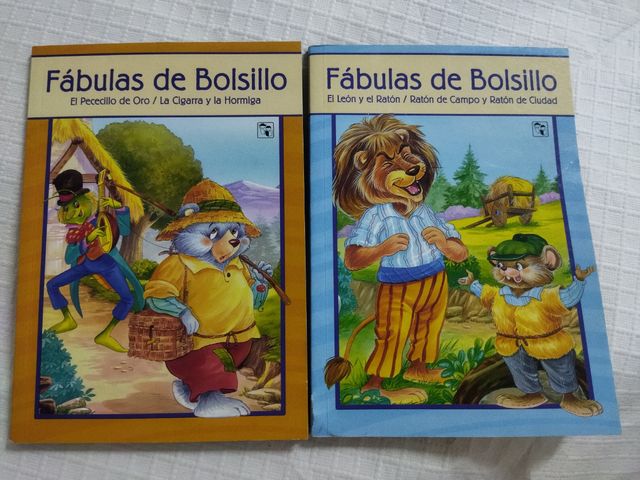 Fábulas de Bolsillo
El Pececillo de Oro / La Cigarra y la Hormiga
Fábulas de Bolsillo
El León y el Ratón / Ratón de Campo y Ratón de Ciudad